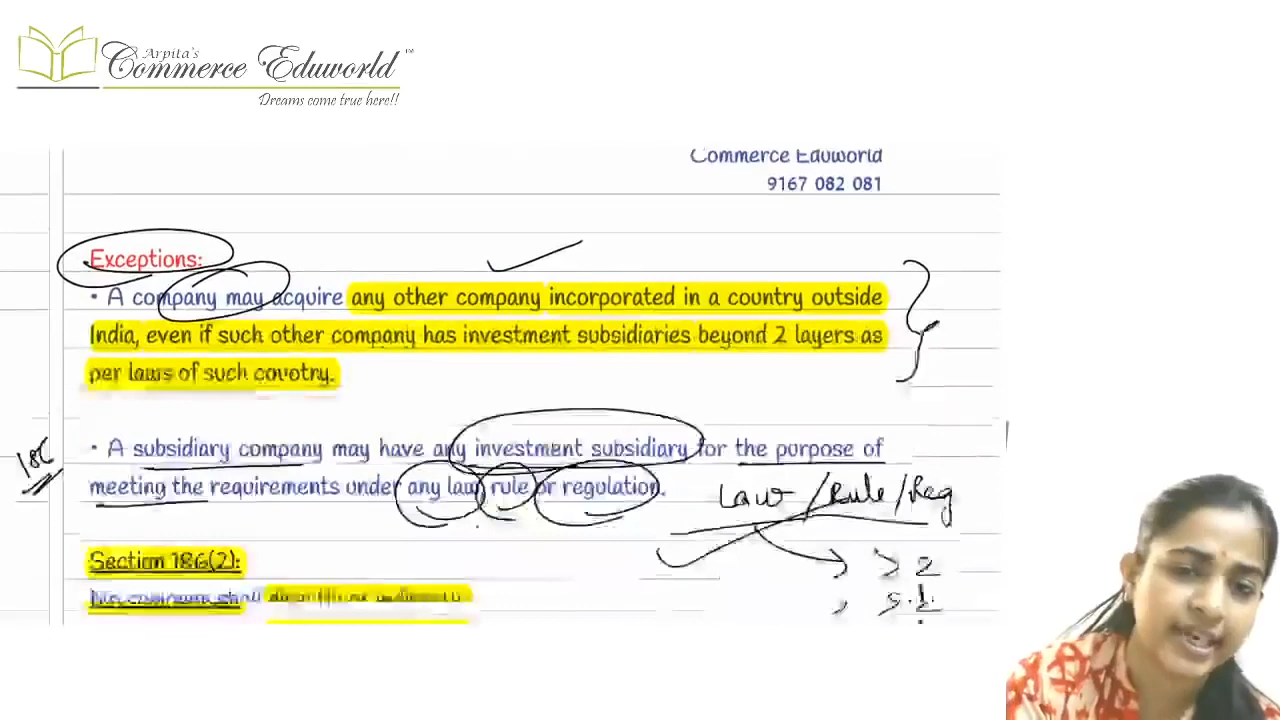 Arpita's
Commerce Eduworld™
Dreams come true here!!
Commerce Eduworld
9167 082 081
Exceptions:
• A company may acquire any other company incorporated in a country outside
India, even if such other company has investment subsidiaries beyond 2 layers as
per laws of such
• A subsidiary company may have any investment subsidiary for the purpose of
meeting the requirements under any law rule or regulation.
186
Law / Rule / Reg
> 2
Section 186(2):